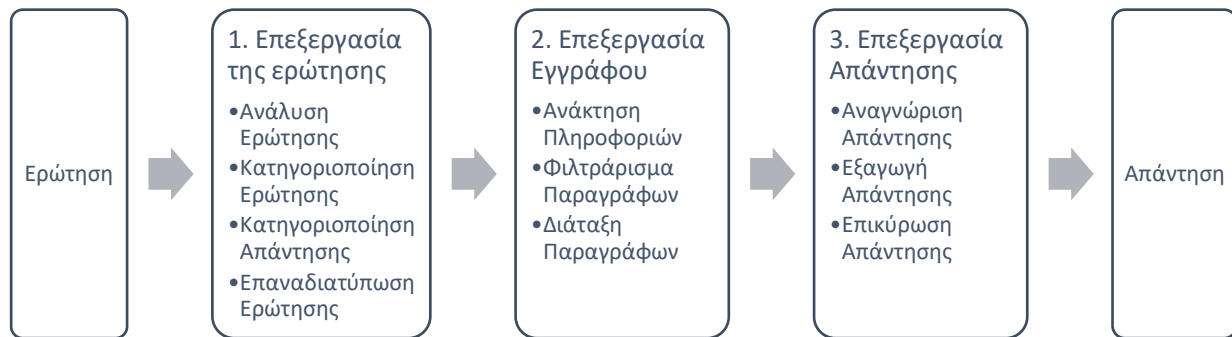 Ερώτηση
1. Επεξεργασία
της ερώτησης
•Ανάλυση
Ερώτησης
•Κατηγοριοποίηση
Ερώτησης
•Κατηγοριοποίηση
Απάντησης
•Επαναδιατύπωση
Ερώτησης
2. Επεξεργασία
Εγγράφου
•Ανάκτηση
Πληροφοριών
•Φιλτράρισμα
Παραγράφων
•Διάταξη
Παραγράφων
3. Επεξεργασία
Απάντησης
•Αναγνώριση
Απάντησης
•Εξαγωγή
Απάντησης
•Επικύρωση
Απάντησης
Απάντηση